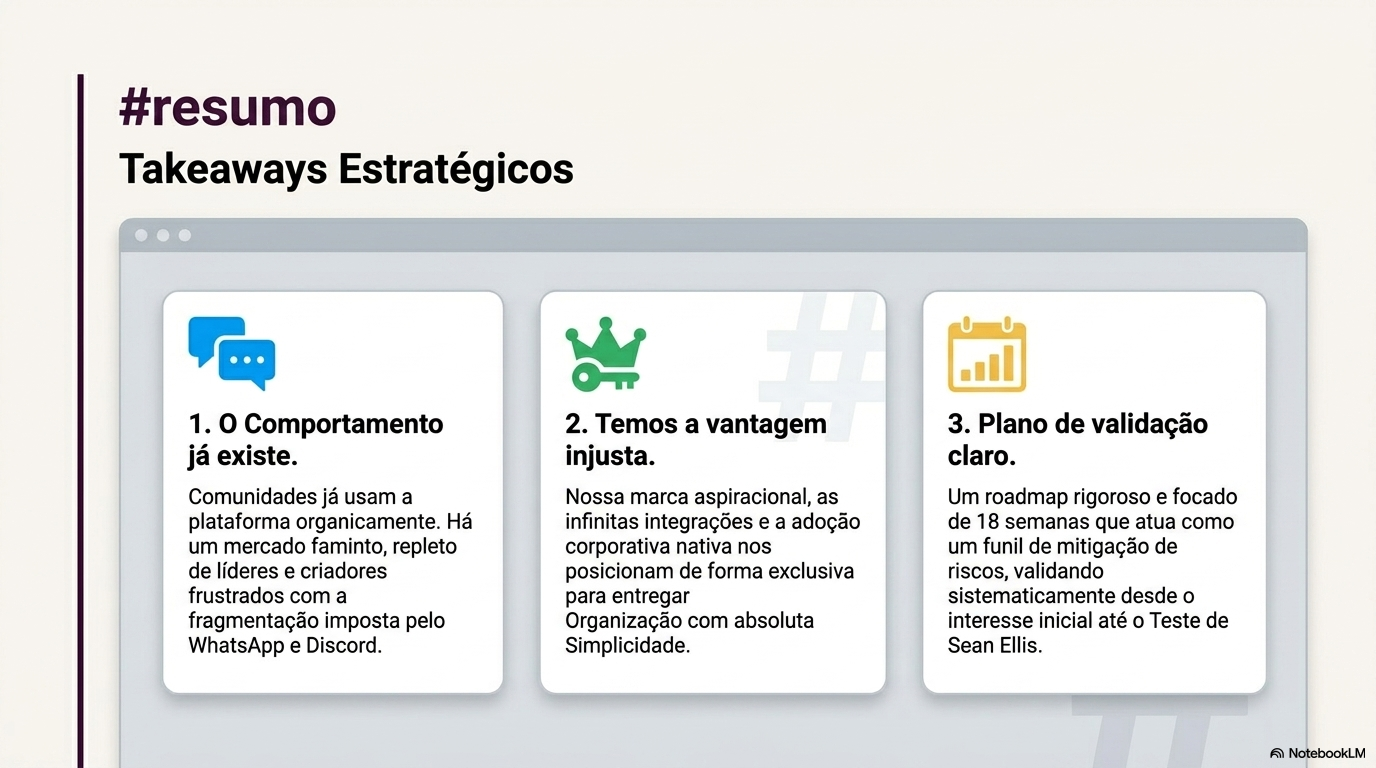 #resumo
Takeaways Estratégicos
1. O Comportamento
já existe.
Comunidades já usam a
plataforma organicamente. Há
um mercado faminto, repleto
de líderes e criadores
frustrados com a
fragmentação imposta pelo
WhatsApp e Discord.
2. Temos a vantagem
injusta.
Nossa marca aspiracional, as
infinitas integrações e a adoção
corporativa nativa nos
posicionam de forma exclusiva
para entregar
Organização com absoluta
Simplicidade.
3. Plano de validação
claro.
Um roadmap rigoroso e focado
de 18 semanas que atua como
um funil de mitigação de
riscos, validando
sistematicamente desde o
interesse inicial até o Teste de
Sean Ellis.
NotebookLM